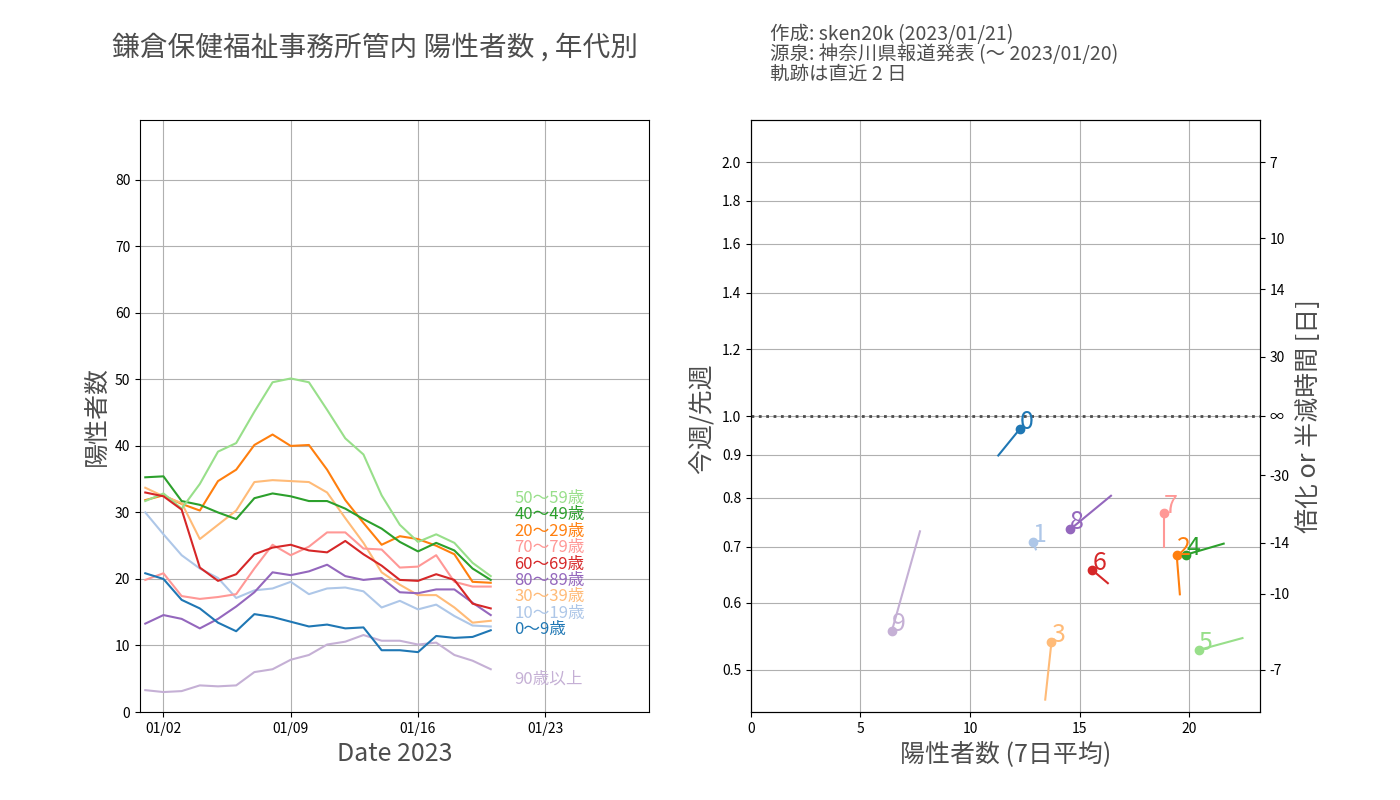 鎌倉保健福祉事務所管内 陽性者数 , 年代別
作成: sken20k (2023/01/21)
源泉: 神奈川県報道発表 (〜 2023/01/20)
軌跡は直近 2 日
陽性者数
80
70
60
50
40
30
20
10
0
50〜59歳
40〜49歳
20〜29歳
70〜79歳
60〜69歳
80〜89歳
30〜39歳
10〜19歳
0〜9歳
90歳以上
01/02
01/09
01/16
01/23
Date 2023
今週/先週
2.0
1.8
1.6
1.4
1.2
1.0
0.9
0.8
0.7
0.6
0.5
0
7
8
1
2
4
6
9
3
5
7
10
14
30
∞
-30
-14
-10
-7
倍化 or 半減時間 [日]
0
5
10
15
20
陽性者数 (7日平均)